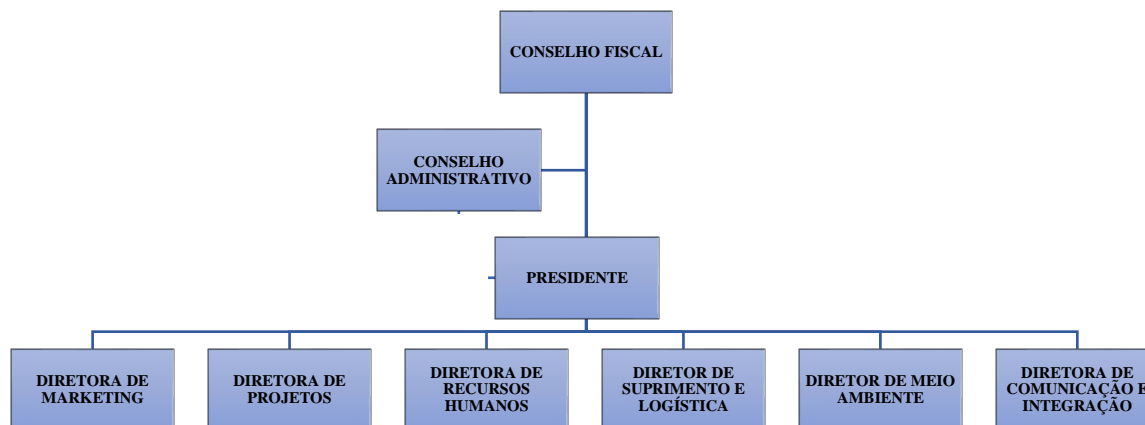 CONSELHO FISCAL
CONSELHO
ADMINISTRATIVO
PRESIDENTE
DIRETORA DE
MARKETING
DIRETORA DE
PROJETOS
DIRETORA DE
RECURSOS
HUMANOS
DIRETOR DE
SUPRIMENTO E
LOGÍSTICA
DIRETOR DE MEIO
AMBIENTE
DIRETORA DE
COMUNICAÇÃO E
INTEGRAÇÃO